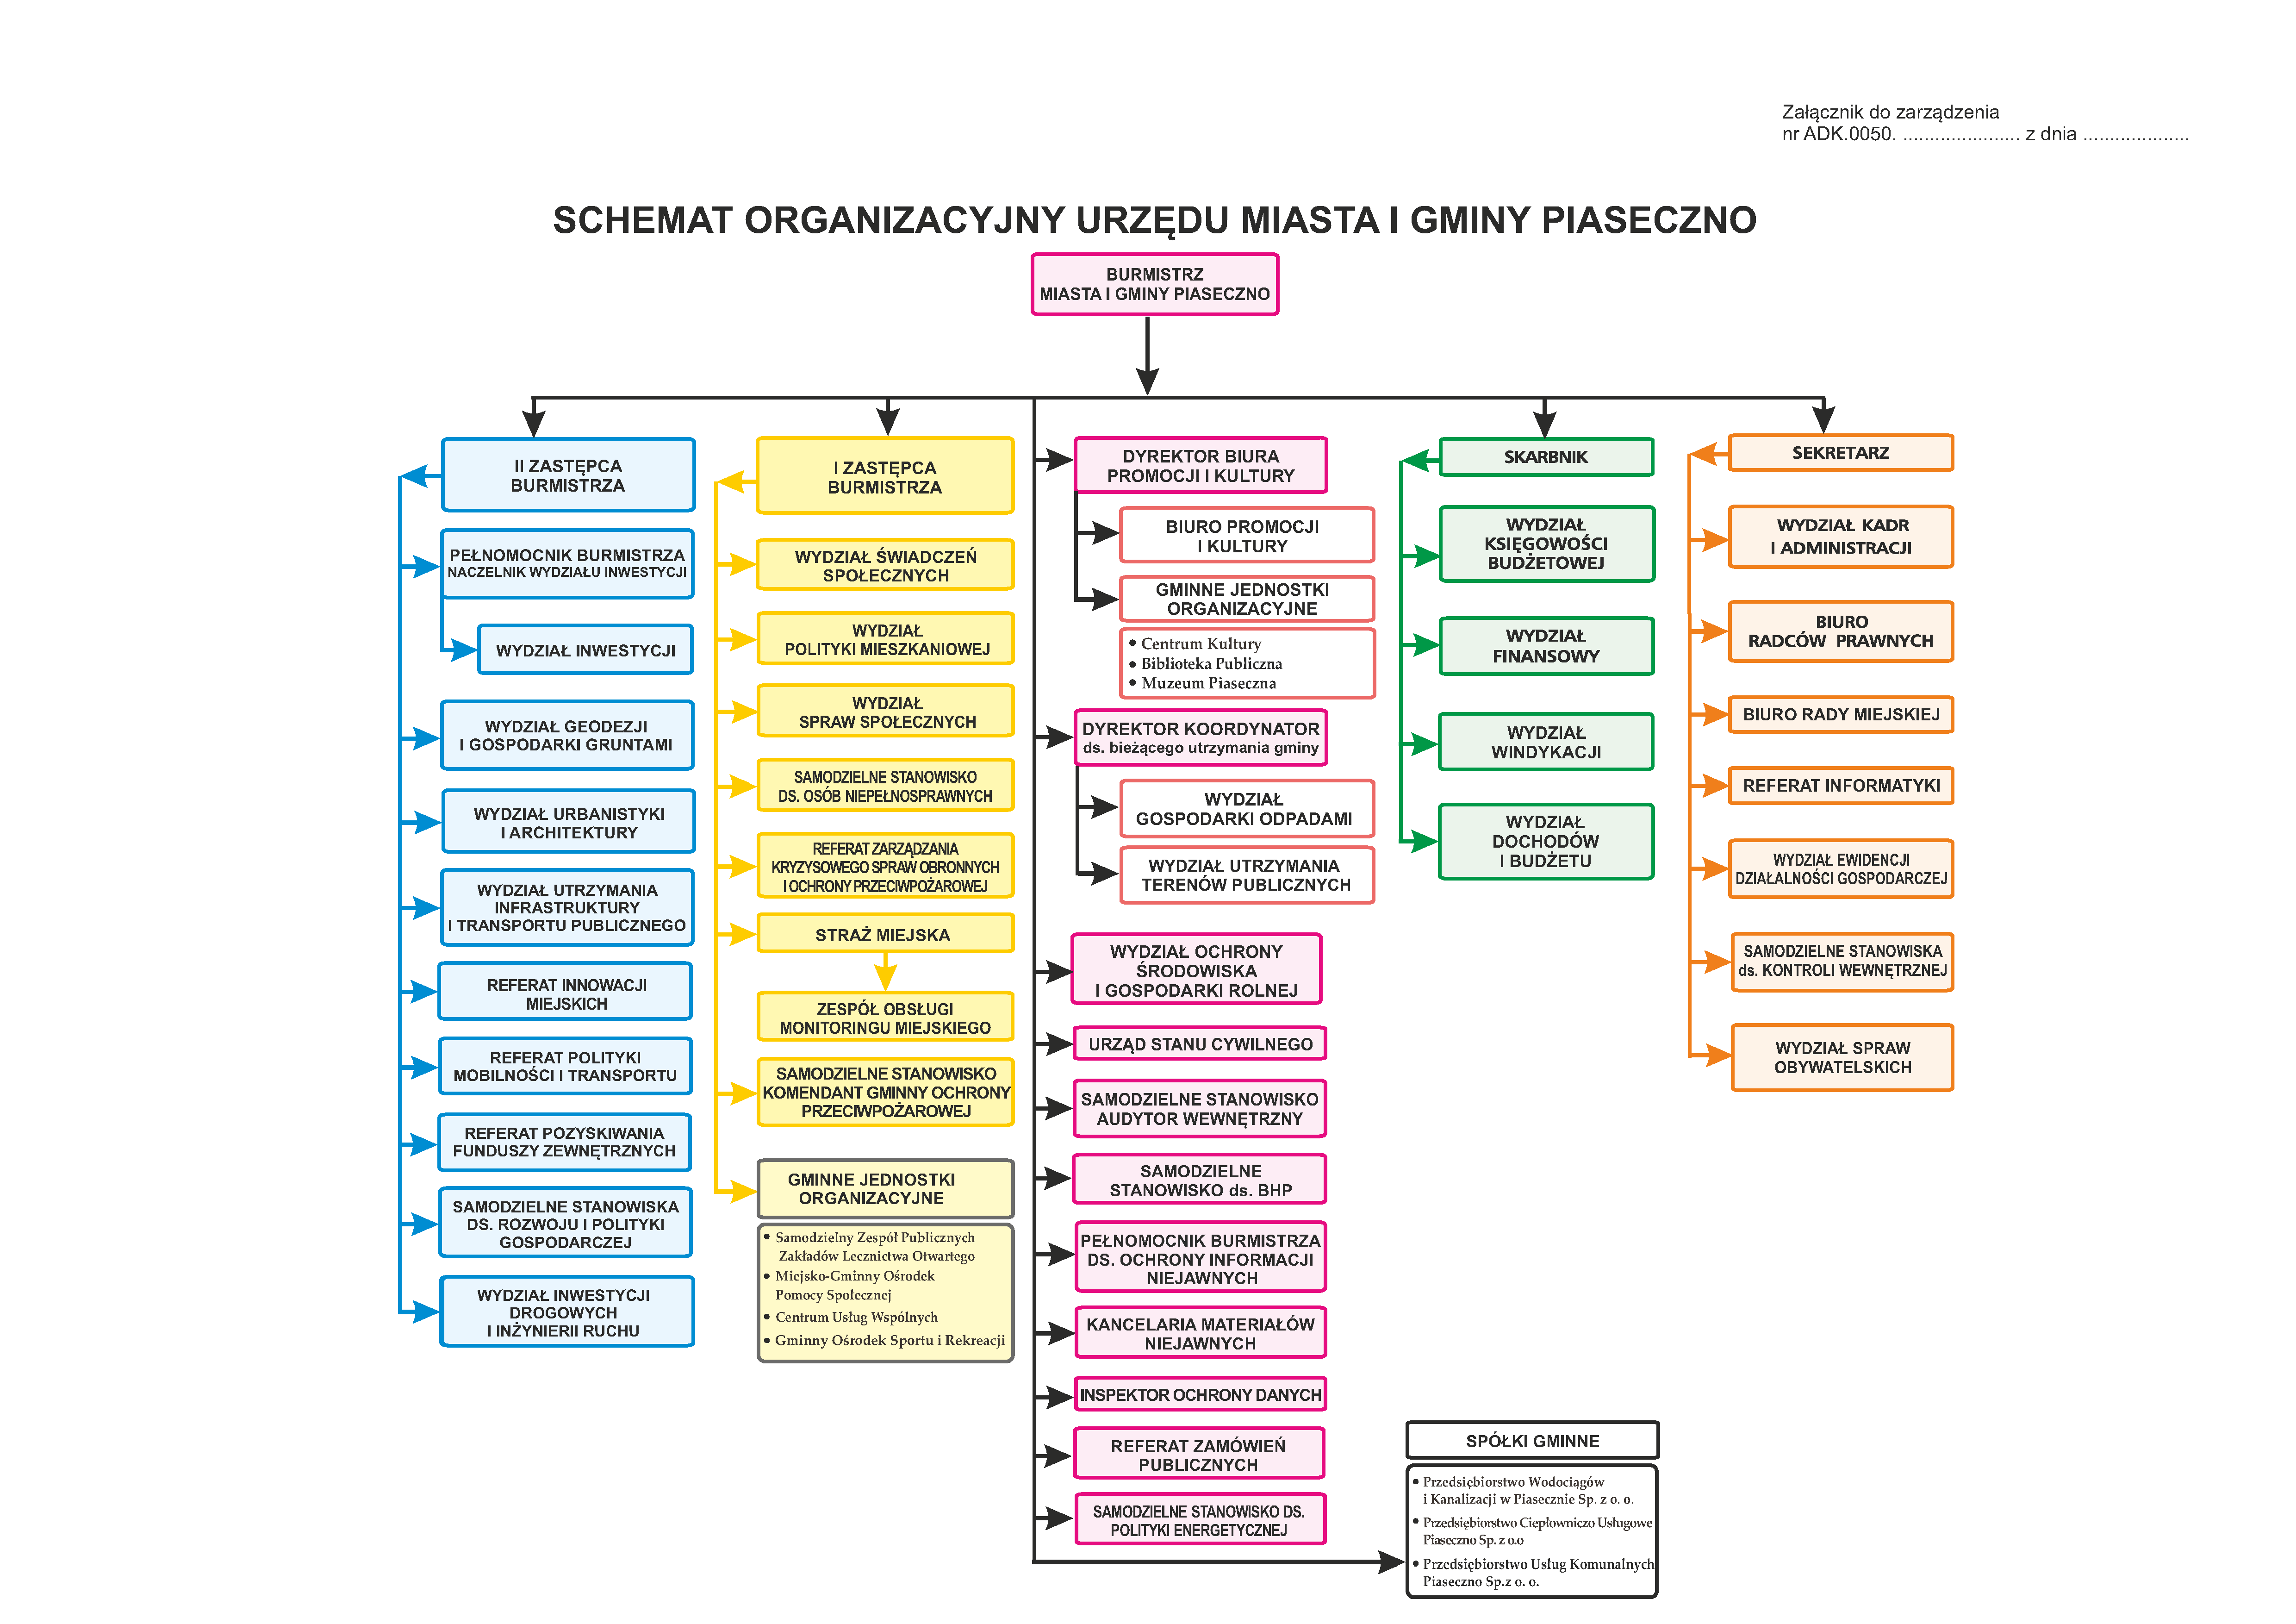 Załącznik do zarządzenia
nr ADK.0050. ...................... z dnia ....................
SCHEMAT ORGANIZACYJNY URZĘDU MIASTA I GMINY PIASECZNO
BURMISTRZ
MIASTA I GMINY PIASECZNO
II ZASTĘPCA
BURMISTRZA
PEŁNOMOCNIK BURMISTRZA
NACZELNIK WYDZIAŁU INWESTYCJI
WYDZIAŁ INWESTYCJI
WYDZIAŁ GEODEZJI
I GOSPODARKI GRUNTAMI
WYDZIAŁ URBANISTYKI
I ARCHITEKTURY
WYDZIAŁ UTRZYMANIA
INFRASTRUKTURY
I TRANSPORTU PUBLICZNEGO
REFERAT INNOWACJI
MIEJSKICH
REFERAT POLITYKI
MOBILNOŚCI I TRANSPORTU
REFERAT POZYSKIWANIA
FUNDUSZY ZEWNĘTRZNYCH
SAMODZIELNE STANOWISKA
DS. ROZWOJU I POLITYKI
GOSPODARCZEJ
WYDZIAŁ INWESTYCJI
DROGOWYCH
I INŻYNIERII RUCHU
I ZASTĘPCA
BURMISTRZA
WYDZIAŁ ŚWIADCZEŃ
SPOŁECZNYCH
WYDZIAŁ
POLITYKI MIESZKANIOWEJ
WYDZIAŁ
SPRAW SPOŁECZNYCH
SAMODZIELNE STANOWISKO
DS. OSÓB NIEPEŁNOSPRAWNYCH
REFERAT ZARZĄDZANIA
KRYZYSOWEGO SPRAW OBRONNYCH
I OCHRONY PRZECIWPOŻAROWEJ
STRAŻ MIEJSKA
ZESPÓŁ OBSŁUGI
MONITORINGU MIEJSKIEGO
SAMODZIELNE STANOWISKO
KOMENDANT GMINNY OCHRONY
PRZECIWPOŻAROWEJ
GMINNE JEDNOSTKI
ORGANIZACYJNE
• Samodzielny Zespół Publicznych
Zakładów Lecznictwa Otwartego
• Miejsko-Gminny Ośrodek
Pomocy Społecznej
• Centrum Usług Wspólnych
• Gminny Ośrodek Sportu i Rekreacji
DYREKTOR BIURA
PROMOCJI I KULTURY
BIURO PROMOCJI
I KULTURY
GMINNE JEDNOSTKI
ORGANIZACYJNE
• Centrum Kultury
• Biblioteka Publiczna
• Muzeum Piaseczna
DYREKTOR KOORDYNATOR
ds. bieżącego utrzymania gminy
WYDZIAŁ
GOSPODARKI ODPADAMI
WYDZIAŁ UTRZYMANIA
TERENÓW PUBLICZNYCH
WYDZIAŁ OCHRONY
ŚRODOWISKA
I GOSPODARKI ROLNEJ
URZĄD STANU CYWILNEGO
SAMODZIELNE STANOWISKO
AUDYTOR WEWNĘTRZNY
SAMODZIELNE
STANOWISKO ds. BHP
PEŁNOMOCNIK BURMISTRZA
DS. OCHRONY INFORMACJI
NIEJAWNYCH
KANCELARIA MATERIAŁÓW
NIEJAWNYCH
INSPEKTOR OCHRONY DANYCH
REFERAT ZAMÓWIEŃ
PUBLICZNYCH
SAMODZIELNE STANOWISKO DS.
POLITYKI ENERGETYCZNEJ
SKARBNIK
WYDZIAŁ
KSIĘGOWOŚCI
BUDŻETOWEJ
WYDZIAŁ
FINANSOWY
WYDZIAŁ
WINDYKACJI
WYDZIAŁ
DOCHODÓW
I BUDŻETU
SEKRETARZ
WYDZIAŁ KADR
I ADMINISTRACJI
BIURO
RADCÓW PRAWNYCH
BIURO RADY MIEJSKIEJ
REFERAT INFORMATYKI
WYDZIAŁ EWIDENCJI
DZIAŁALNOŚCI GOSPODARCZEJ
SAMODZIELNE STANOWISKA
ds. KONTROLI WEWNĘTRZNEJ
WYDZIAŁ SPRAW
OBYWATELSKICH
SPÓŁKI GMINNE
• Przedsiębiorstwo Wodociągów
i Kanalizacji w Piasecznie Sp. z o. o.
• Przedsiębiorstwo Ciepłowniczo Usługowe
Piaseczno Sp. z o.o
• Przedsiębiorstwo Usług Komunalnych
Piaseczno Sp.z o. o.